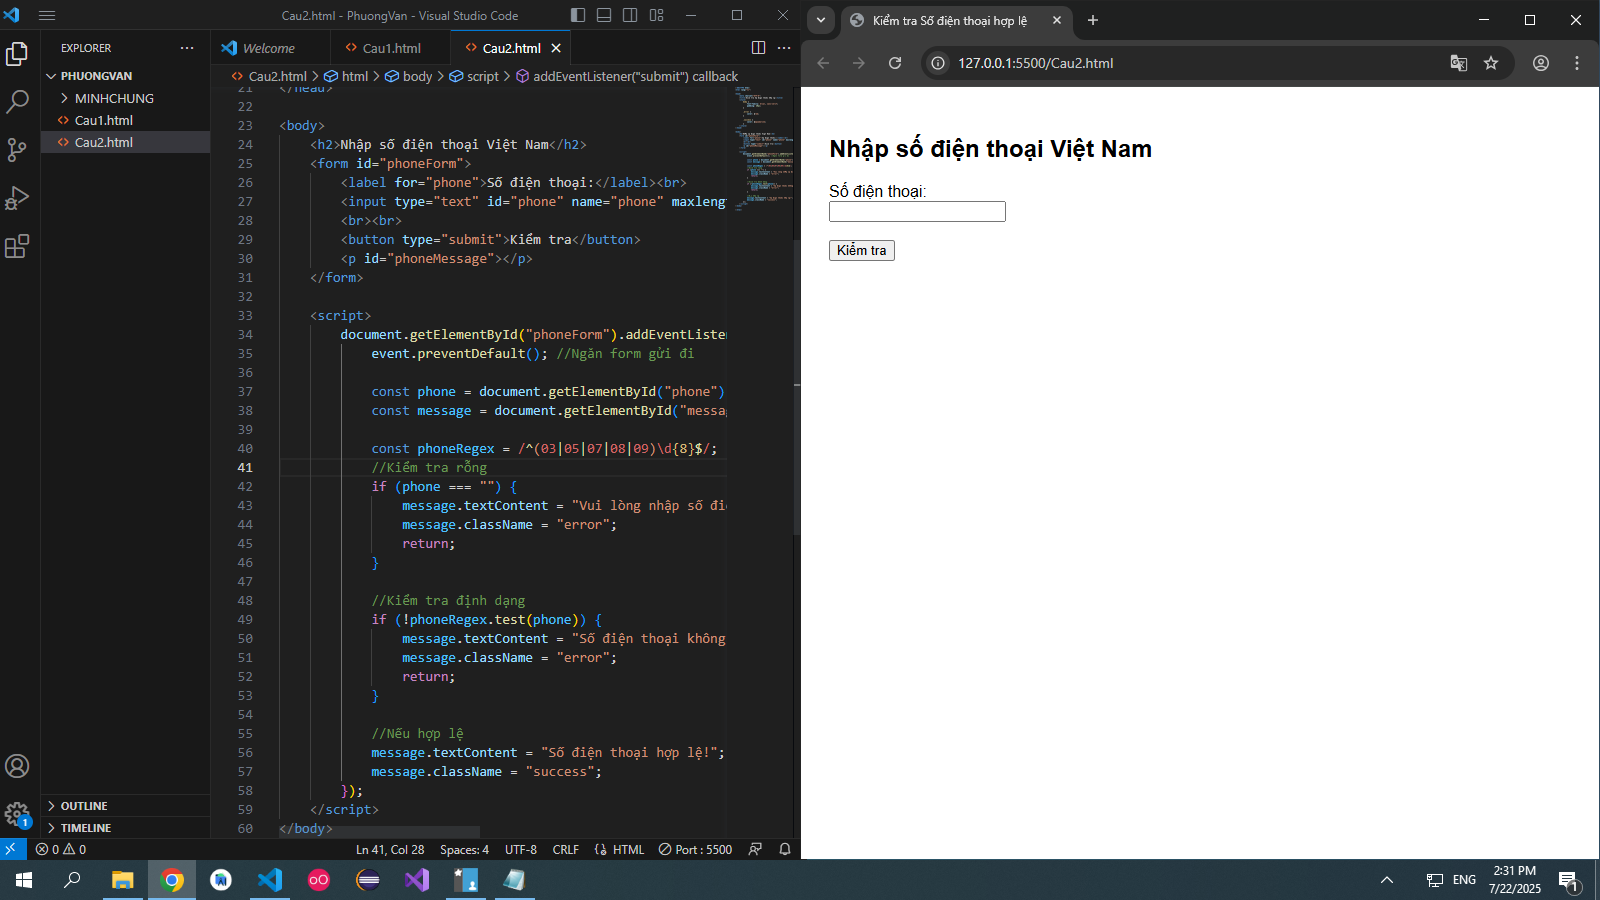 Cau2.html - PhuongVan - Visual Studio Code
EXPLORER
PHUONGVAN
MINHCHUNG
Cau1.html
Cau2.html
OUTLINE
TIMELINE
1
Welcome
Cau1.html
Cau2.html
Cau2.html > html > body > script > addEventListener("submit") callback
21 </head>
22
23 <body>
24 <h2>Nhập số điện thoại Việt Nam</h2>
25 <form id="phoneForm">
26 <label for="phone">Số điện thoại:</label><br>
27 <input type="text" id="phone" name="phone" maxleng
28 <br><br>
29 <button type="submit">Kiểm tra</button>
30 <p id="phoneMessage"></p>
31 </form>
32
33 <script>
34 document.getElementById("phoneForm").addEventListe
35 event.preventDefault(); //Ngăn form gửi đi
36
37 const phone = document.getElementById("phone")
38 const message = document.getElementById("messa
39
40 const phoneRegex = /^(03|05|07|08|09)\d{8}$/;
41 //Kiểm tra rỗng
42 if (phone === "") {
43 message.textContent = "Vui lòng nhập số đi
44 message.className = "error";
45 return;
46 }
47
48 //Kiểm tra định dạng
49 if (!phoneRegex.test(phone)) {
50 message.textContent = "Số điện thoại không
51 message.className = "error";
52 return;
53 }
54
55 //Nếu hợp lệ
56 message.textContent = "Số điện thoại hợp lệ!";
57 message.className = "success";
58 });
59 </script>
60 </body>
0 0
Ln 41, Col 28
Spaces: 4
UTF-8
CRLF
HTML
Port : 5500
Kiểm tra Số điện thoại hợp lệ
127.0.0.1:5500/Cau2.html
Nhập số điện thoại Việt Nam
Số điện thoại:
Kiểm tra
ENG
2:31 PM
7/22/2025
1